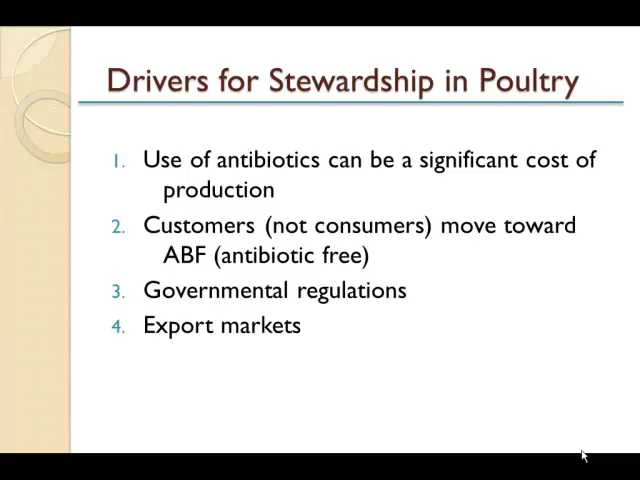 Drivers for Stewardship in Poultry
1. Use of antibiotics can be a significant cost of
production
2. Customers (not consumers) move toward
ABF (antibiotic free)
3. Governmental regulations
4. Export markets